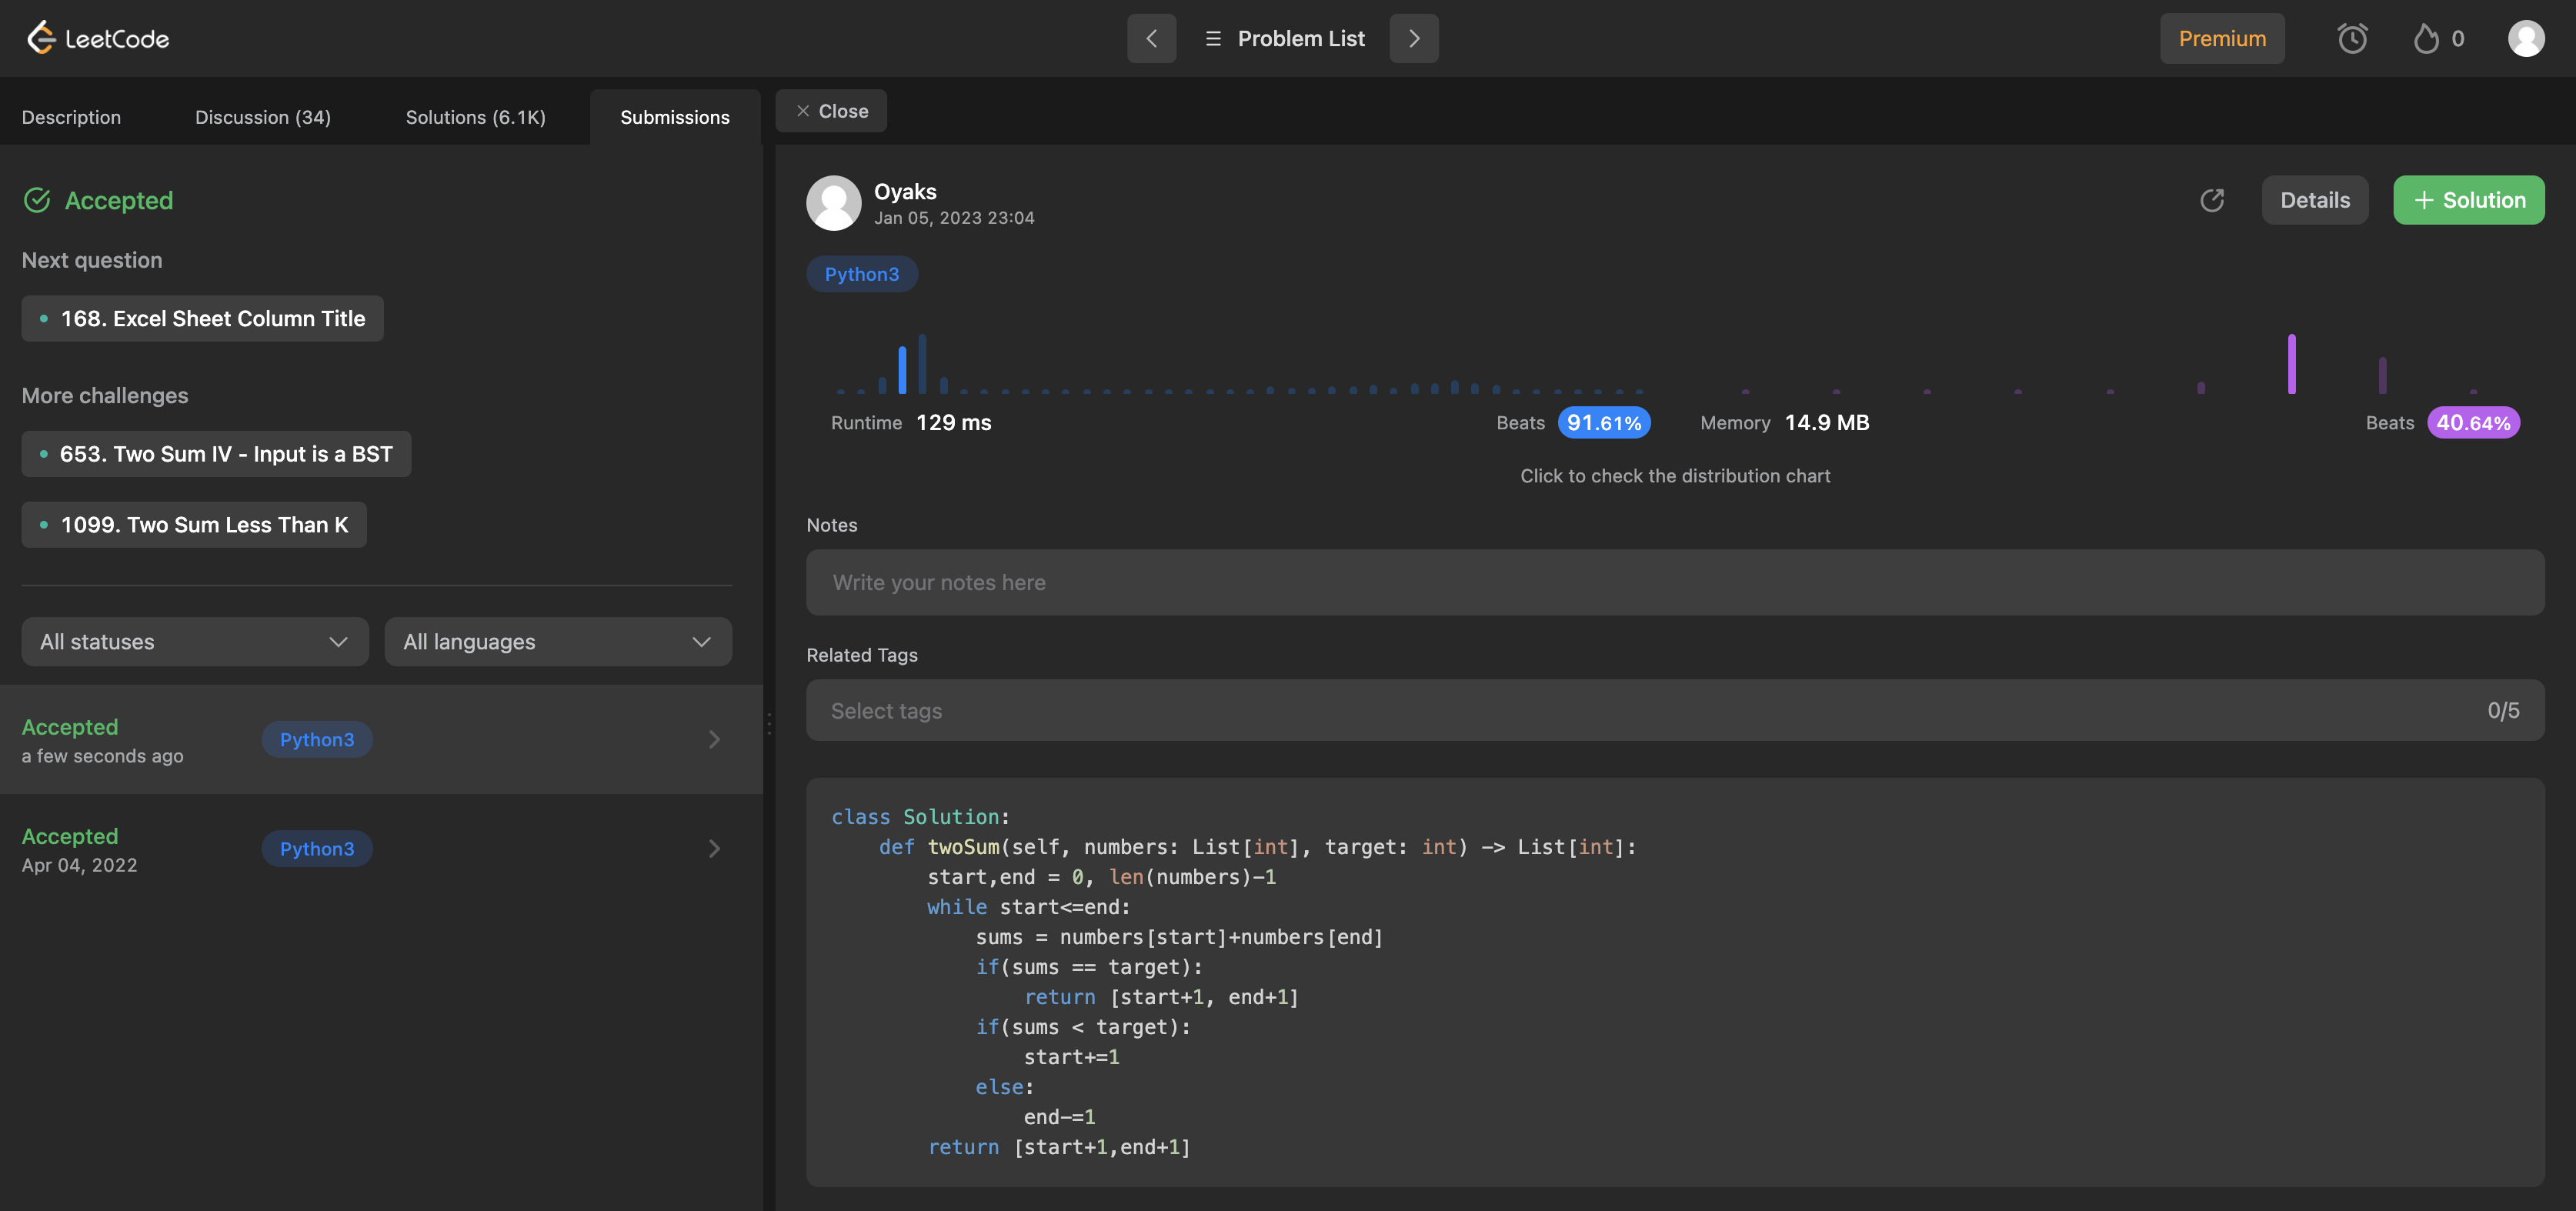 LeetCode
Problem List
Premium
0
Description
Discussion (34)
Solutions (6.1K)
Submissions
Close
Accepted
Next question
168. Excel Sheet Column Title
More challenges
653. Two Sum IV - Input is a BST
1099. Two Sum Less Than K
All statuses
All languages
Accepted
a few seconds ago
Python3
Accepted
Apr 04, 2022
Python3
Oyaks
Jan 05, 2023 23:04
Details
+ Solution
Python3
Runtime 129 ms
Beats 91.61%
Memory 14.9 MB
Beats 40.64%
Click to check the distribution chart
Notes
Write your notes here
Related Tags
Select tags
0/5
class Solution:
    def twoSum(self, numbers: List[int], target: int) -> List[int]:
        start,end = 0, len(numbers)-1
        while start<=end:
            sums = numbers[start]+numbers[end]
            if(sums == target):
                return [start+1, end+1]
            if(sums < target):
                start+=1
            else:
                end-=1
        return [start+1,end+1]